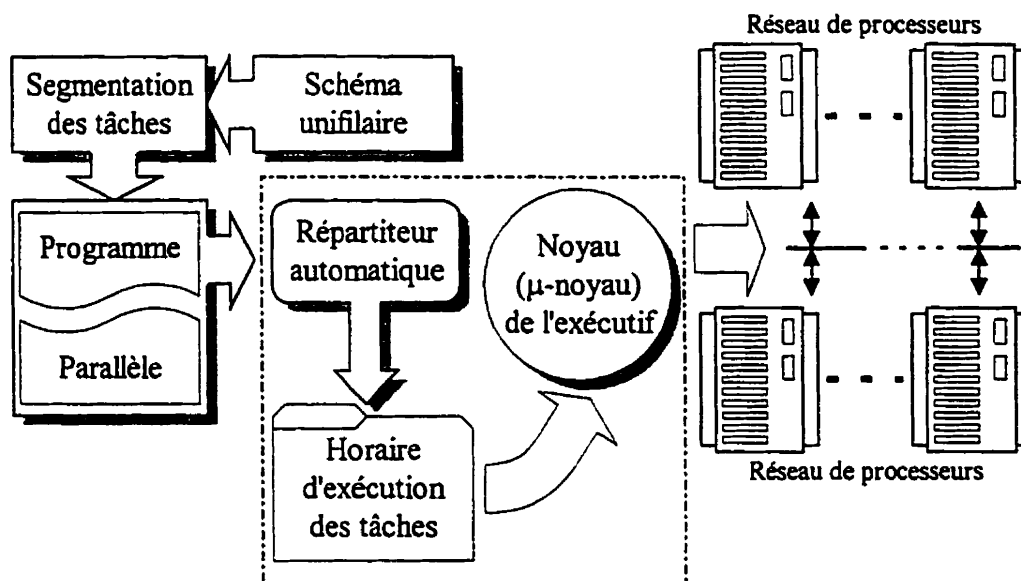 Réseau de processeurs
Segmentation
des tâches
Schéma
unifilaire
Programme
Parallèle
Répartiteur
automatique
Noyau
(µ-noyau)
de l'exécutif
Horaire
d'exécution
des tâches
Réseau de processeurs